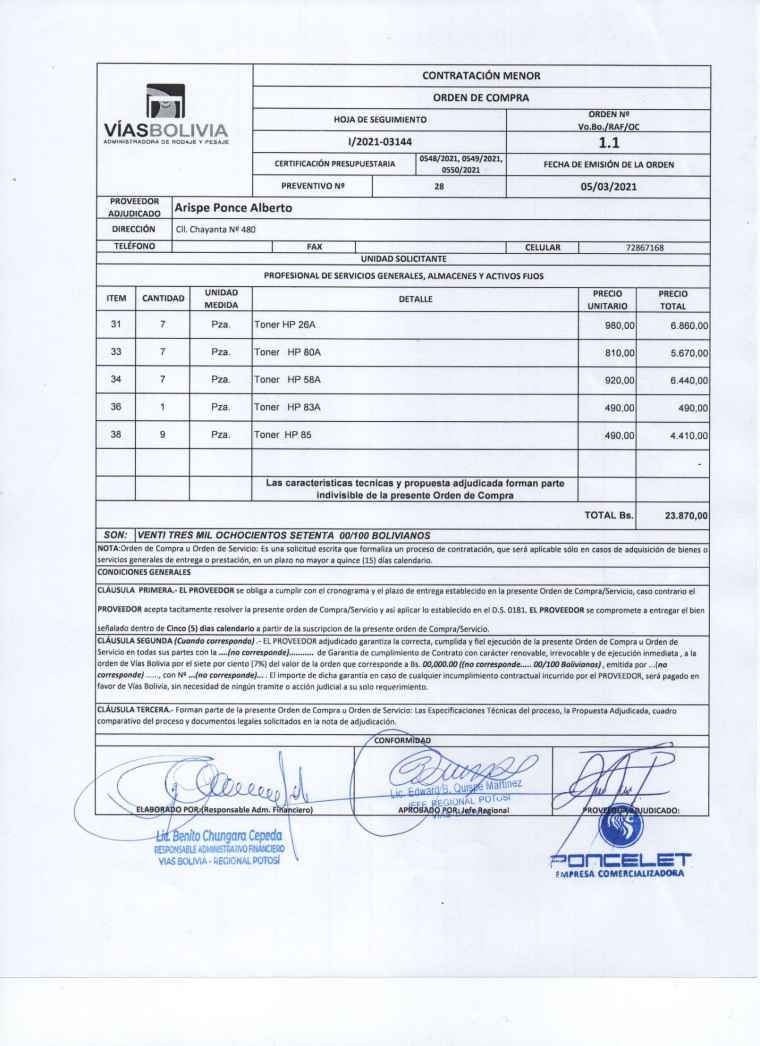 VÍASBOLIVIA
ADMINISTRADORA DE RODAJE Y PESAJE
CONTRATACIÓN MENOR
ORDEN DE COMPRA
HOJA DE SEGUIMIENTO
ORDEN Nº
Vo.Bo./RAF/OC
I/2021-03144
1.1
CERTIFICACIÓN PRESUPUESTARIA
0548/2021, 0549/2021,
0550/2021
FECHA DE EMISIÓN DE LA ORDEN
PREVENTIVO Nº
28
05/03/2021
PROVEEDOR
ADJUDICADO
Arispe Ponce Alberto
DIRECCIÓN
Cll. Chayanta Nº 480
TELÉFONO FAX CELULAR 72867168
UNIDAD SOLICITANTE
PROFESIONAL DE SERVICIOS GENERALES, ALMACENES Y ACTIVOS FIJOS
ITEM CANTIDAD UNIDAD MEDIDA DETALLE PRECIO UNITARIO PRECIO TOTAL
31 7 Pza. Toner HP 26A 980,00 6.860,00
33 7 Pza. Toner HP 80A 810,00 5.670,00
34 7 Pza. Toner HP 58A 920,00 6.440,00
36 1 Pza. Toner HP 83A 490,00 490,00
38 9 Pza. Toner HP 85 490,00 4.410,00
-
Las caracteristicas tecnicas y propuesta adjudicada forman parte
indivisible de la presente Orden de Compra
TOTAL Bs. 23.870,00
SON: VENTI TRES MIL OCHOCIENTOS SETENTA 00/100 BOLIVIANOS
NOTA:Orden de Compra u Orden de Servicio: Es una solicitud escrita que formaliza un proceso de contratación, que será aplicable sólo en casos de adquisición de bienes o
servicios generales de entrega o prestación, en un plazo no mayor a quince (15) días calendario.
CONDICIONES GENERALES
CLÁUSULA PRIMERA.- EL PROVEEDOR se obliga a cumplir con el cronograma y el plazo de entrega establecido en la presente Orden de Compra/Servicio, caso contrario el
PROVEEDOR acepta tacitamente resolver la presente orden de Compra/Servicio y asi aplicar lo establecido en el D.S. 0181. EL PROVEEDOR se compromete a entregar el bien
señalado dentro de Cinco (5) dias calendario a partir de la suscripcion de la presente orden de Compra/Servicio.
CLÁUSULA SEGUNDA (Cuando corresponda) .- EL PROVEEDOR adjudicado garantiza la correcta, cumplida y fiel ejecución de la presente Orden de Compra u Orden de
Servicio en todas sus partes con la ....(no corresponde)........... de Garantia de Cumplimiento de Contrato con carácter renovable, irrevocable y de ejecución inmediata , a la
orden de Vías Bolivia por el siete por ciento (7%) del valor de la orden que corresponde a Bs. 00,000.00 ((no corresponde..... 00/100 Bolivianos) , emitida por ...(no
corresponde) ......, con Nº ...(no corresponde)... . El importe de dicha garantía en caso de cualquier incumplimiento contractual incurrido por el PROVEEDOR, será pagado en
favor de Vías Bolivia, sin necesidad de ningún tramite o acción judicial a su solo requerimiento.
CLÁUSULA TERCERA.- Forman parte de la presente Orden de Compra u Orden de Servicio: Las Especificaciones Técnicas del proceso, la Propuesta Adjudicada, cuadro
comparativo del proceso y documentos legales solicitados en la nota de adjudicación.
CONFORMIDAD
Lic. Edward B. Quispe Martinez
JEFE REGIONAL POTOSI
ELABORADO POR:(Responsable Adm. Financiero)
APROBADO POR: Jefe Regional
PROVEEDOR ADJUDICADO:
Lic. Benito Chungara Cepeda
RESPONSABLE ADMINISTRATIVO FINANCIERO
VIAS BOLIVIA - REGIONAL POTOSÍ
PONCELET
EMPRESA COMERCIALIZADORA